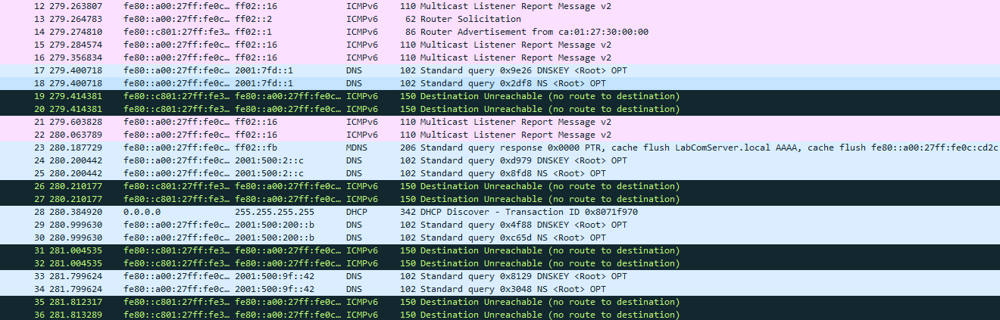 12 279.263807 fe80::a00:27ff:fe0c… ff02::16 ICMPv6 110 Multicast Listener Report Message v2
13 279.264783 fe80::a00:27ff:fe0c… ff02::2 ICMPv6 62 Router Solicitation
14 279.274810 fe80::c801:27ff:fe3… ff02::1 ICMPv6 86 Router Advertisement from ca:01:27:30:00:00
15 279.284574 fe80::a00:27ff:fe0c… ff02::16 ICMPv6 110 Multicast Listener Report Message v2
16 279.356834 fe80::a00:27ff:fe0c… ff02::16 ICMPv6 110 Multicast Listener Report Message v2
17 279.400718 fe80::a00:27ff:fe0c… 2001:7fd::1 DNS 102 Standard query 0x9e26 DNSKEY <Root> OPT
18 279.400718 fe80::a00:27ff:fe0c… 2001:7fd::1 DNS 102 Standard query 0x2df8 NS <Root> OPT
19 279.414381 fe80::c801:27ff:fe3… fe80::a00:27ff:fe0c… ICMPv6 150 Destination Unreachable (no route to destination)
20 279.414381 fe80::c801:27ff:fe3… fe80::a00:27ff:fe0c… ICMPv6 150 Destination Unreachable (no route to destination)
21 279.603828 fe80::a00:27ff:fe0c… ff02::16 ICMPv6 110 Multicast Listener Report Message v2
22 280.063789 fe80::a00:27ff:fe0c… ff02::16 ICMPv6 110 Multicast Listener Report Message v2
23 280.187729 fe80::a00:27ff:fe0c… ff02::fb MDNS 206 Standard query response 0x0000 PTR, cache flush LabComServer.local AAAA, cache flush fe80::a00:27ff:fe0c:cd2c
24 280.200442 fe80::a00:27ff:fe0c… 2001:500:2::c DNS 102 Standard query 0xd979 DNSKEY <Root> OPT
25 280.200442 fe80::a00:27ff:fe0c… 2001:500:2::c DNS 102 Standard query 0x8fd8 NS <Root> OPT
26 280.210177 fe80::c801:27ff:fe3… fe80::a00:27ff:fe0c… ICMPv6 150 Destination Unreachable (no route to destination)
27 280.210177 fe80::c801:27ff:fe3… fe80::a00:27ff:fe0c… ICMPv6 150 Destination Unreachable (no route to destination)
28 280.384920 0.0.0.0 255.255.255.255 DHCP 342 DHCP Discover - Transaction ID 0x8071f970
29 280.999630 fe80::a00:27ff:fe0c… 2001:500:200::b DNS 102 Standard query 0x4f88 DNSKEY <Root> OPT
30 280.999630 fe80::a00:27ff:fe0c… 2001:500:200::b DNS 102 Standard query 0xc65d NS <Root> OPT
31 281.004535 fe80::c801:27ff:fe3… fe80::a00:27ff:fe0c… ICMPv6 150 Destination Unreachable (no route to destination)
32 281.004535 fe80::c801:27ff:fe3… fe80::a00:27ff:fe0c… ICMPv6 150 Destination Unreachable (no route to destination)
33 281.799624 fe80::a00:27ff:fe0c… 2001:500:9f::42 DNS 102 Standard query 0x8129 DNSKEY <Root> OPT
34 281.799624 fe80::a00:27ff:fe0c… 2001:500:9f::42 DNS 102 Standard query 0x3048 NS <Root> OPT
35 281.812317 fe80::c801:27ff:fe3… fe80::a00:27ff:fe0c… ICMPv6 150 Destination Unreachable (no route to destination)
36 281.813289 fe80::c801:27ff:fe3… fe80::a00:27ff:fe0c… ICMPv6 150 Destination Unreachable (no route to destination)